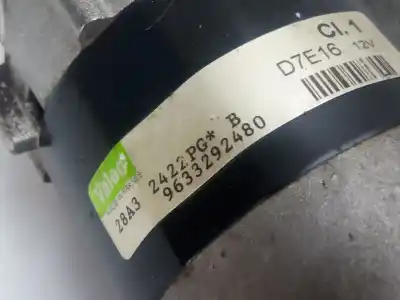 Valeo
28A3
2422PG* B
9633292480
Cl.1
D7E16 12V